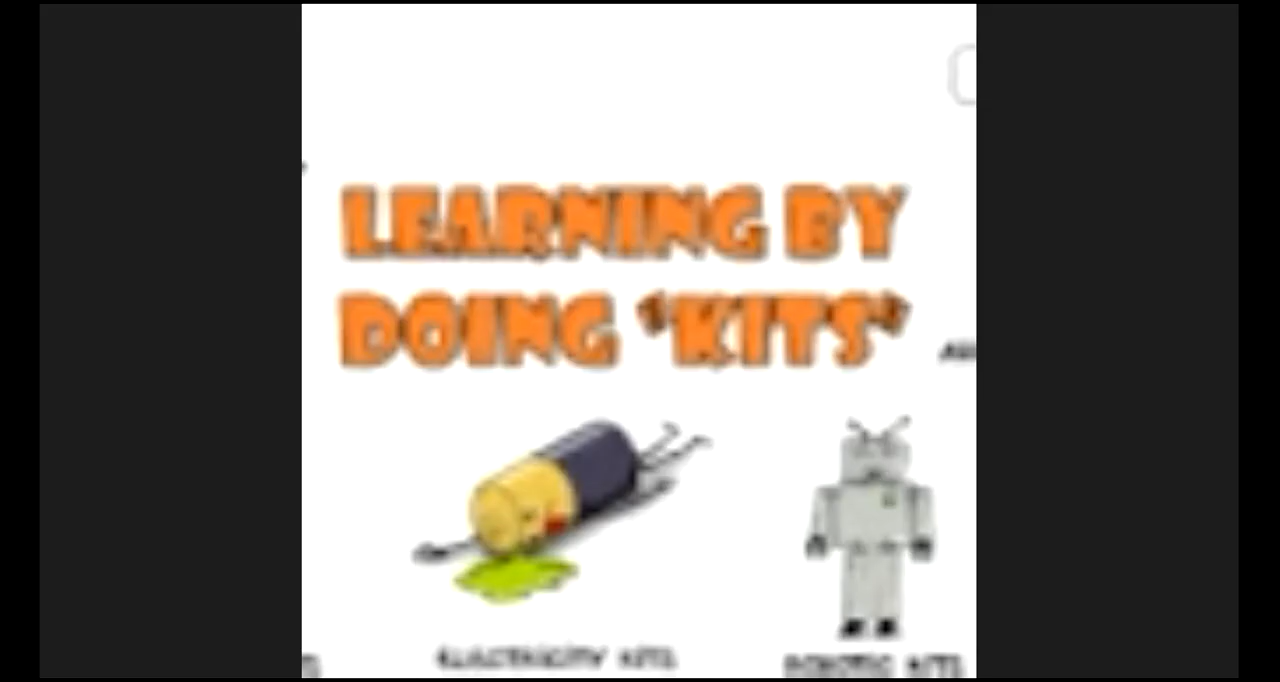 LEARNING BY
DOING "KITS"
ELECTRICITY KITS
ROBOTIC KITS